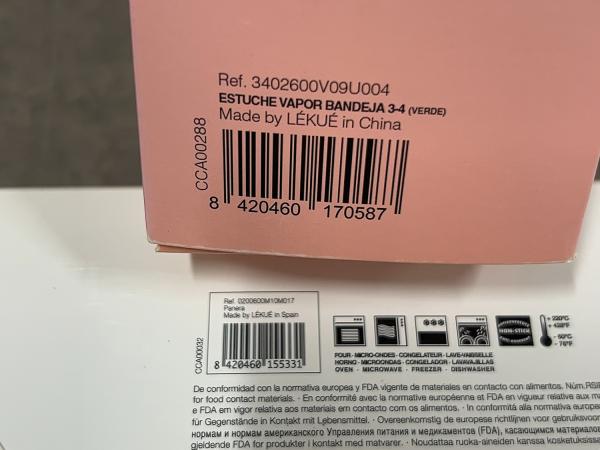 Ref. 3402600V09U004
ESTUCHE VAPOR BANDEJA 3-4 (VERDE)
Made by LÉKUÉ in China
CCA00288
8 420460 170587
Ref. 0200600M10M017
Panera
Made by LÉKUÉ in Spain
CCA00032
8 420460 155331
NON-STICK
+ 220ºC
+ 428ºF
- 60ºC
- 76ºF
FOUR · MICRO-ONDES · CONGELATEUR · LAVE-VAISSELLE
HORNO · MICROONDAS · CONGELADOR · LAVAVAJILLAS
OVEN · MICROWAVE · FREEZER · DISHWASHER
De conformidad con la normativa europea y FDA vigente de materiales en contacto con alimentos. Núm.RSI
for food contact materials. · En conformité avec la normative européenne et FDA en vigueur relative aux
e FDA em vigor relativa aos materiais em contacto com os alimentos. · In conformità alla normativa
für Gegenstände in Kontakt mit Lebensmittel. · Overeenkomstig de europese richtlijnen voor
нормам и нормам американского Управления питания и медикаментов (FDA), касающимся
gjeldende FDA for produkter i kontakt med matvarer. · Noudattaa ruoka-aineiden kanssa